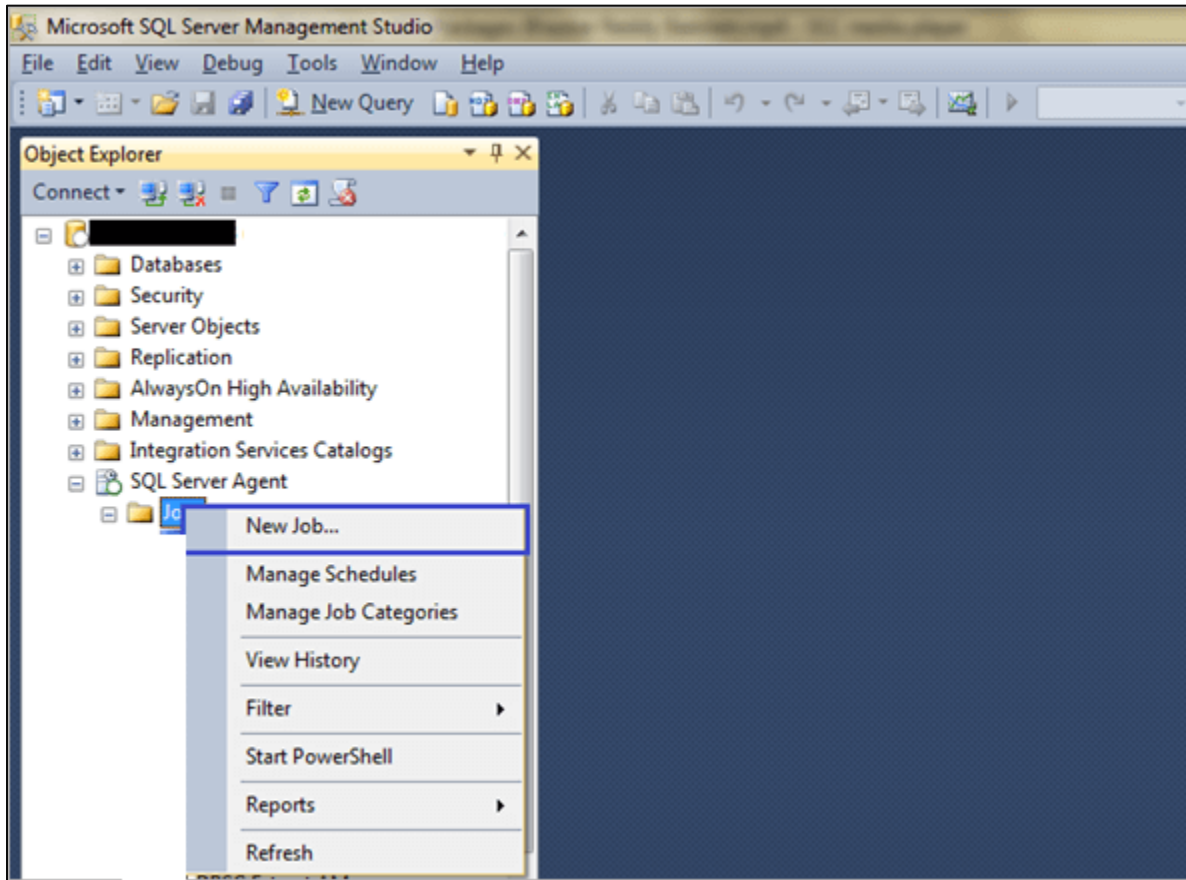 Microsoft SQL Server Management Studio
File Edit View Debug Tools Window Help
New Query
Object Explorer
Connect
Databases
Security
Server Objects
Replication
AlwaysOn High Availability
Management
Integration Services Catalogs
SQL Server Agent
Jo
New Job...
Manage Schedules
Manage Job Categories
View History
Filter
Start PowerShell
Reports
Refresh